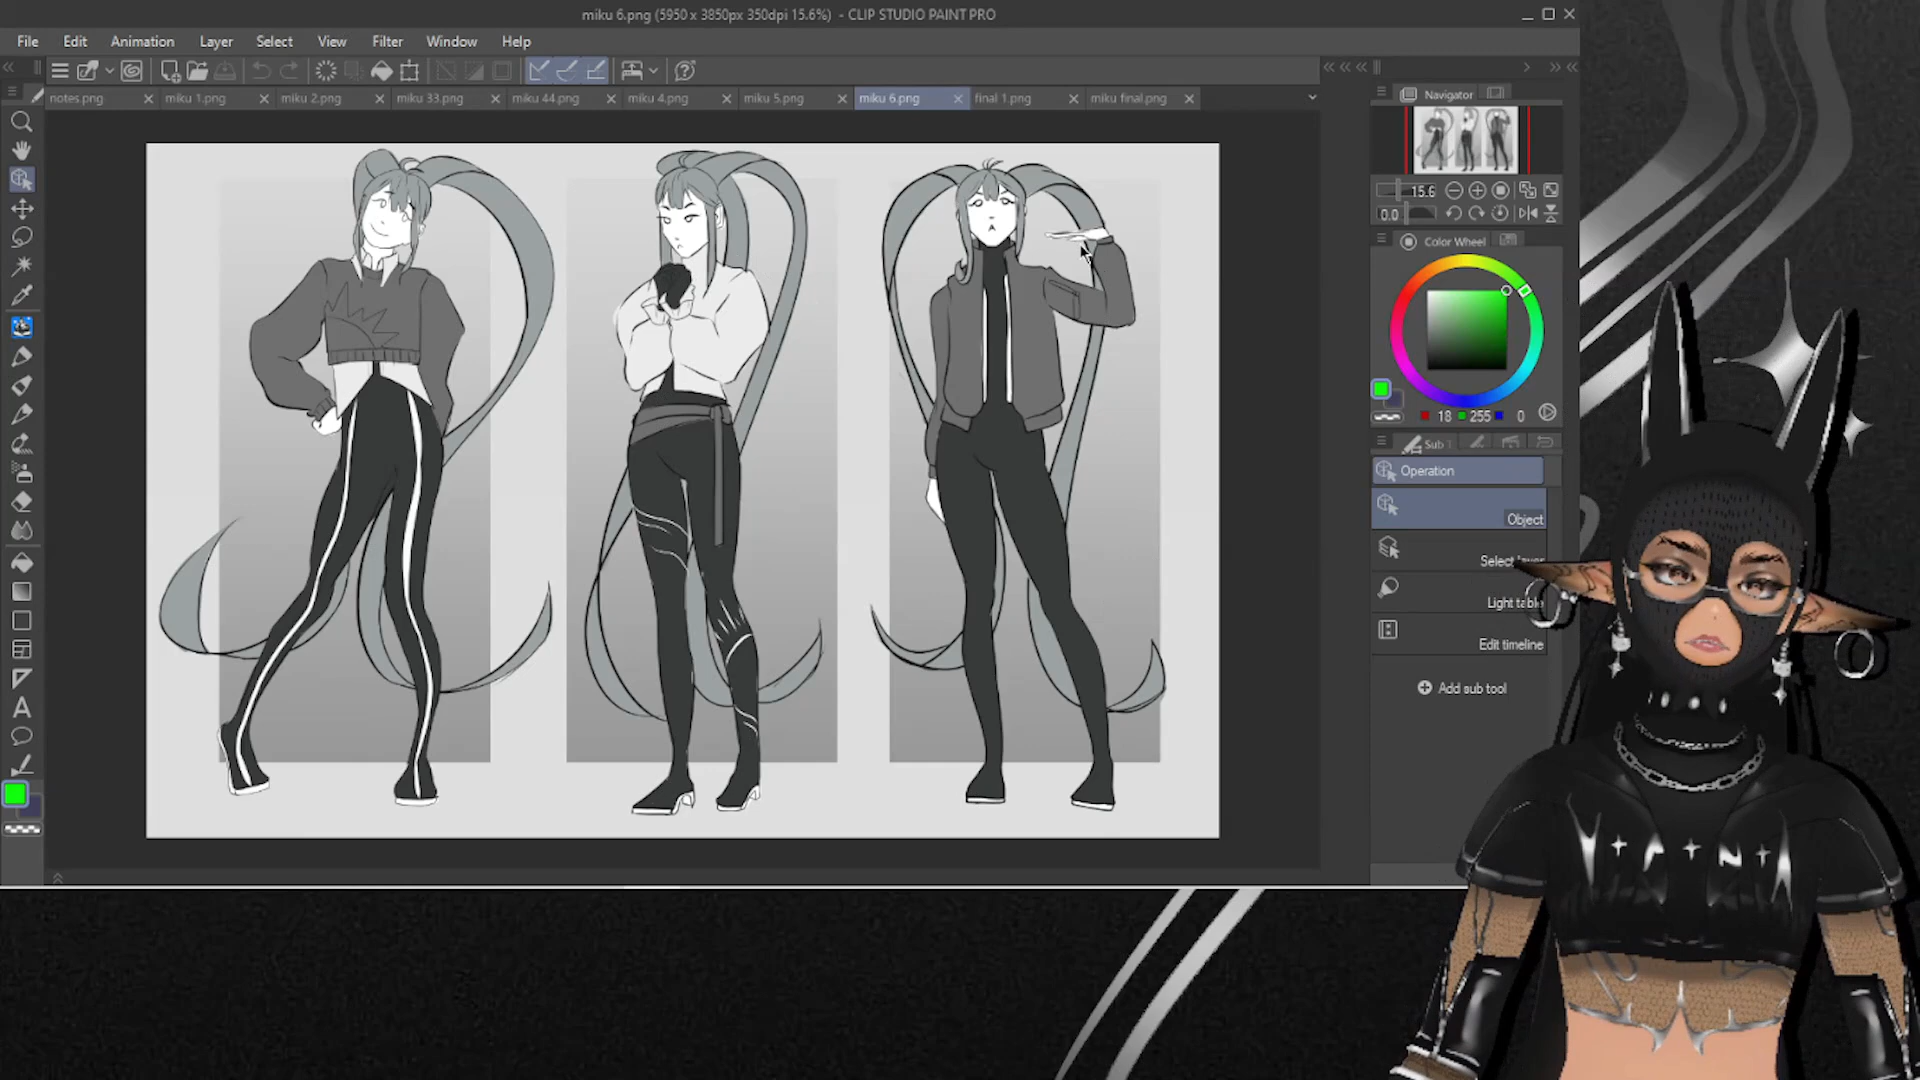 miku 6.png (5950 x 3850px 350dpi 15.6%) - CLIP STUDIO PAINT PRO
File Edit Animation Layer Select View Filter Window Help
notes.png miku 1.png miku 2.png miku 33.png miku 44.png miku 4.png miku 5.png miku 6.png final 1.png miku final.png
Navigator
15.6
0.0
Color Wheel
18 255 0
Sub
Operation
Object
Select layer
Light table
Edit timeline
Add sub tool